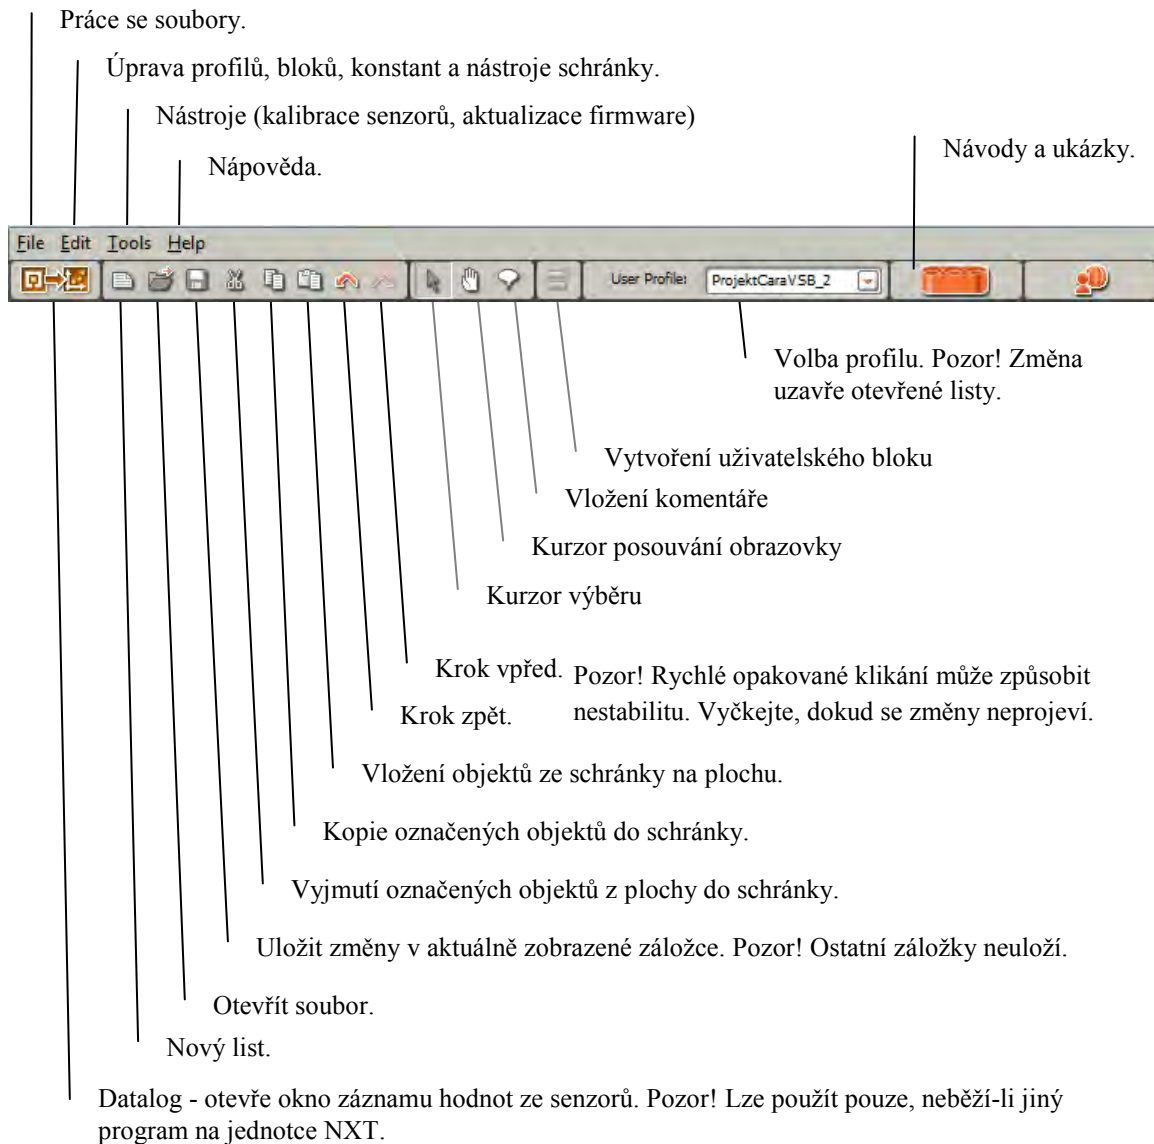 Práce se soubory.
Úprava profilů, bloků, konstant a nástroje schránky.
Nástroje (kalibrace senzorů, aktualizace firmware)
Návody a ukázky.
Nápověda.
File Edit Tools Help
User Profile: ProjektCaraVSB_2
Volba profilu. Pozor! Změna
uzavře otevřené listy.
Vytvoření uživatelského bloku
Vložení komentáře
Kurzor posouvání obrazovky
Kurzor výběru
Krok vpřed.
Pozor! Rychlé opakované klikání může způsobit
nestabilitu. Vyčkejte, dokud se změny neprojeví.
Krok zpět.
Vložení objektů ze schránky na plochu.
Kopie označených objektů do schránky.
Vyjmutí označených objektů z plochy do schránky.
Uložit změny v aktuálně zobrazené záložce. Pozor! Ostatní záložky neuloží.
Otevřít soubor.
Nový list.
Datalog - otevře okno záznamu hodnot ze senzorů. Pozor! Lze použít pouze, neběží-li jiný
program na jednotce NXT.